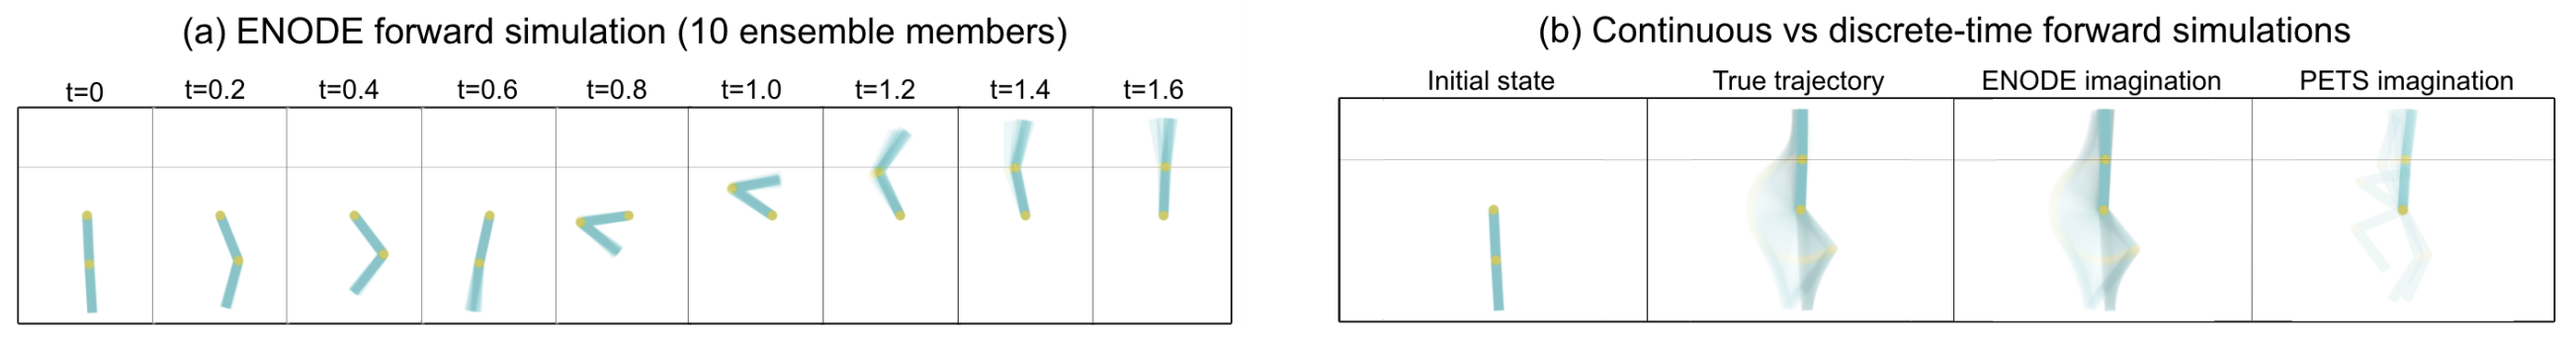 (a) ENODE forward simulation (10 ensemble members)
t=0 t=0.2 t=0.4 t=0.6 t=0.8 t=1.0 t=1.2 t=1.4 t=1.6
(b) Continuous vs discrete-time forward simulations
Initial state True trajectory ENODE imagination PETS imagination